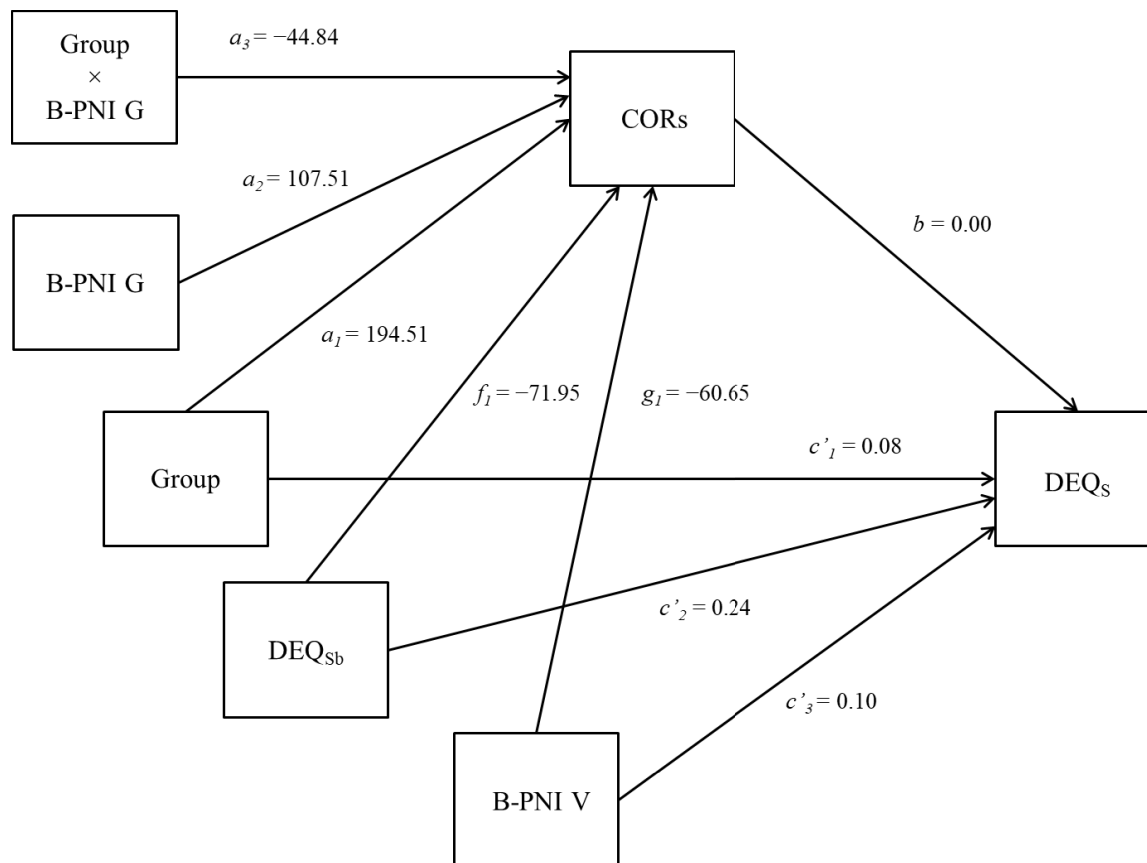 Group
×
B-PNI G
a₃ = −44.84
CORs
a₂ = 107.51
b = 0.00
B-PNI G
a₁ = 194.51
f₁ = −71.95
g₁ = −60.65
Group
c’₁ = 0.08
DEQS
c’₂ = 0.24
DEQSb
c’₃ = 0.10
B-PNI V